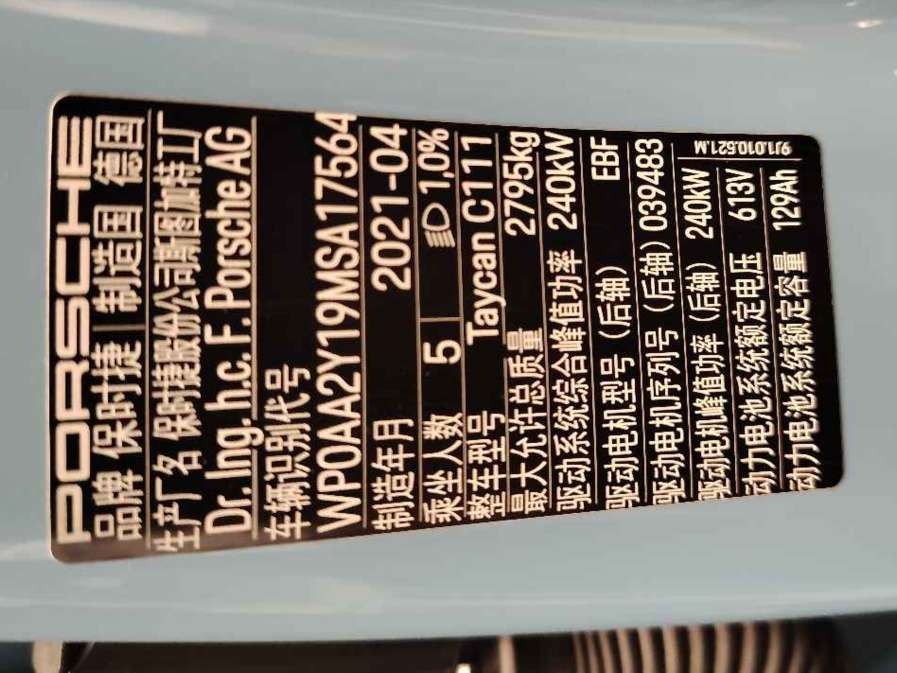 PORSCHE
品牌 保时捷 制造国 德国
生产厂名 保时捷股份公司斯图加特工厂
Dr. Ing. h.c. F. Porsche AG
车辆识别代号
WP0AA2Y19MSA17564
制造年月 2021-04
乘坐人数 5 1,0%
整车型号 Taycan C111
最大允许总质量 2795kg
驱动系统综合峰值功率 240kW
驱动电机型号（后轴） EBF
驱动电机序列号（后轴）039483
驱动电机峰值功率（后轴） 240kW
动力电池系统额定电压 613V
动力电池系统额定容量 129Ah
9J1.010.521.M